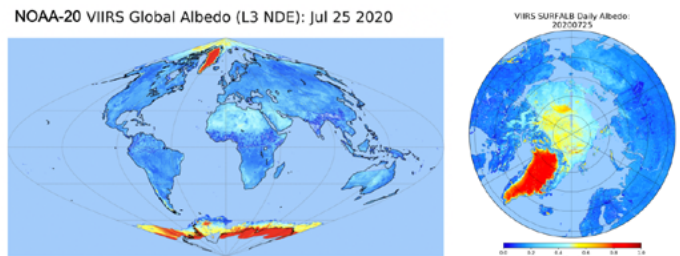 NOAA-20 VIIRS Global Albedo (L3 NDE): Jul 25 2020
VIIRS SURFALB Daily Albedo:
20200725
0.0 0.2 0.4 0.6 0.8 1.0